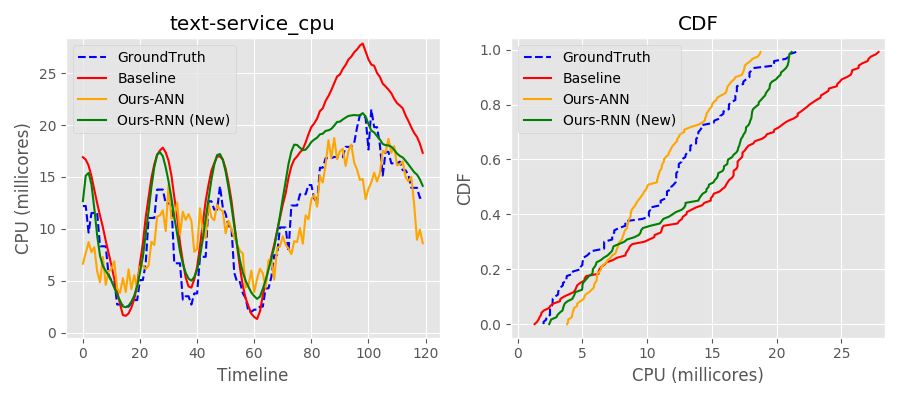 text-service_cpu
GroundTruth
Baseline
Ours-ANN
Ours-RNN (New)
CPU (millicores)
25
20
15
10
5
0
0
20
40
60
80
100
120
Timeline
CDF
GroundTruth
Baseline
Ours-ANN
Ours-RNN (New)
CDF
1.0
0.8
0.6
0.4
0.2
0.0
0
5
10
15
20
25
CPU (millicores)